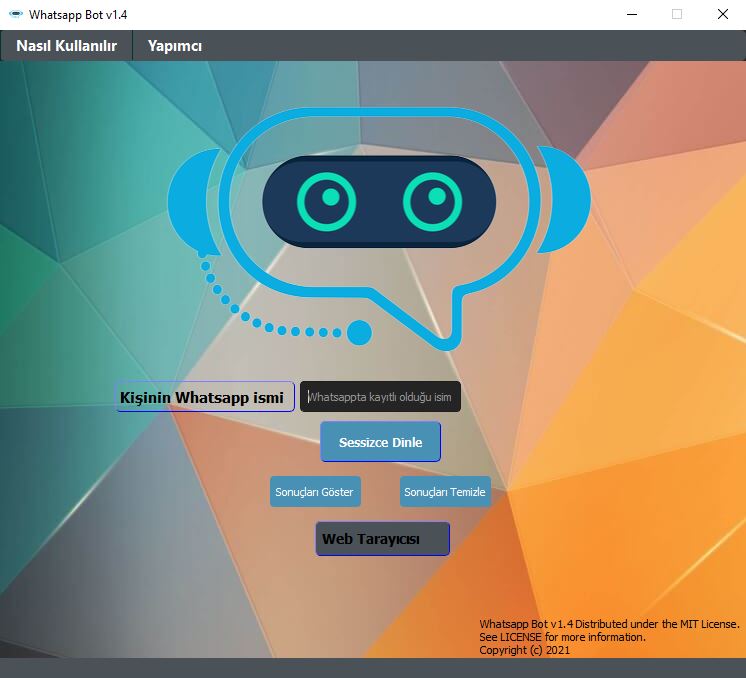 Whatsapp Bot v1.4
Nasıl Kullanılır Yapımcı
Kişinin Whatsapp ismi Whatsappta kayıtlı olduğu isim
Sessizce Dinle
Sonuçları Göster Sonuçları Temizle
Web Tarayıcısı
Whatsapp Bot v1.4 Distributed under the MIT License.
See LICENSE for more information.
Copyright (c) 2021